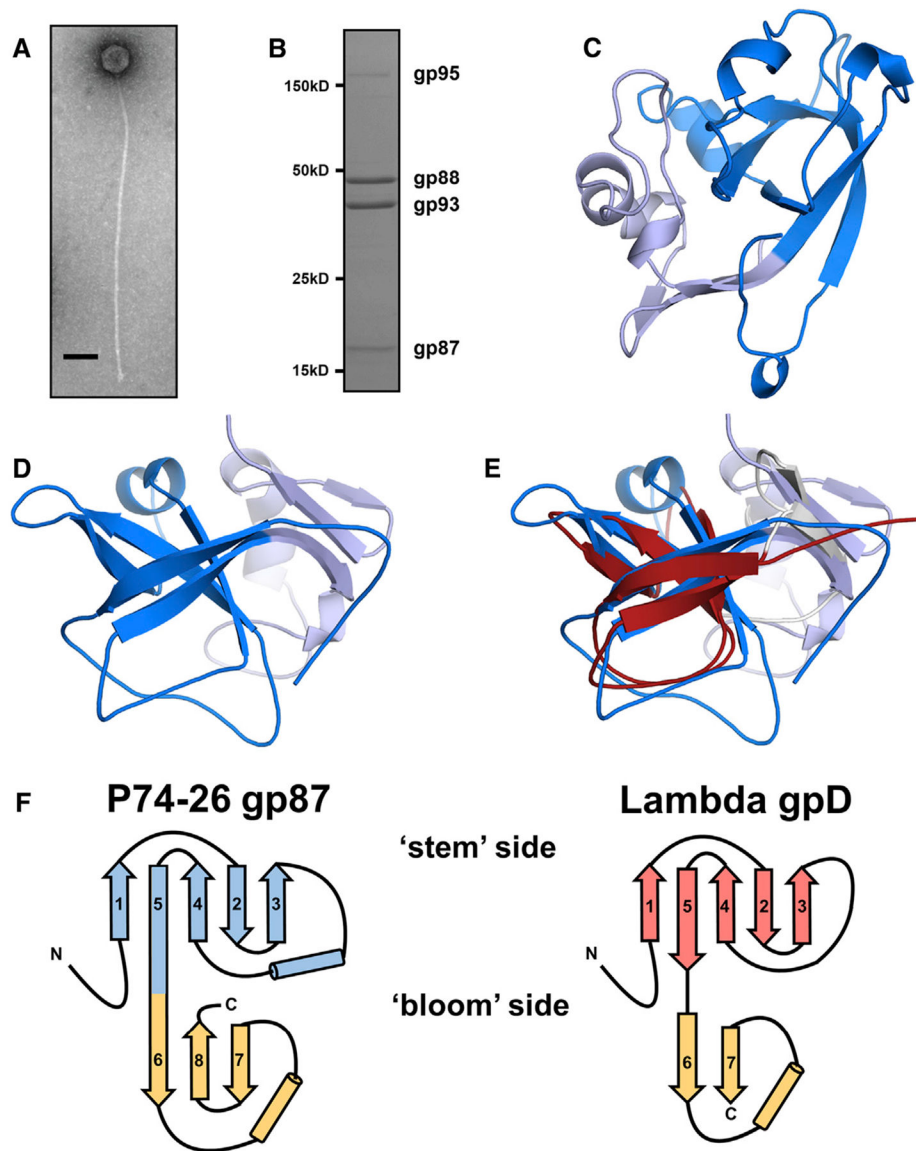 A
B
C
150kD
50kD
25kD
15kD
gp95
gp88
gp93
gp87
D
E
F
P74-26 gp87
Lambda gpD
'stem' side
'bloom' side
N
1
5
4
2
3
C
6
8
7
N
1
5
4
2
3
6
7
C